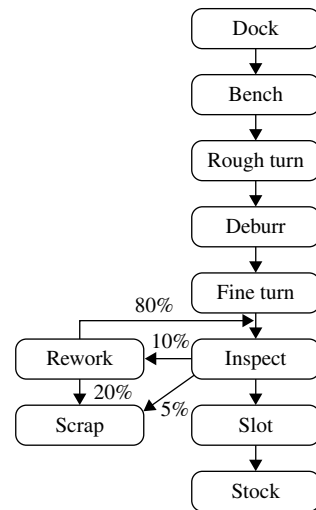 Dock
Bench
Rough turn
Deburr
Fine turn
80%
10%
Rework
Inspect
20%
5%
Scrap
Slot
Stock